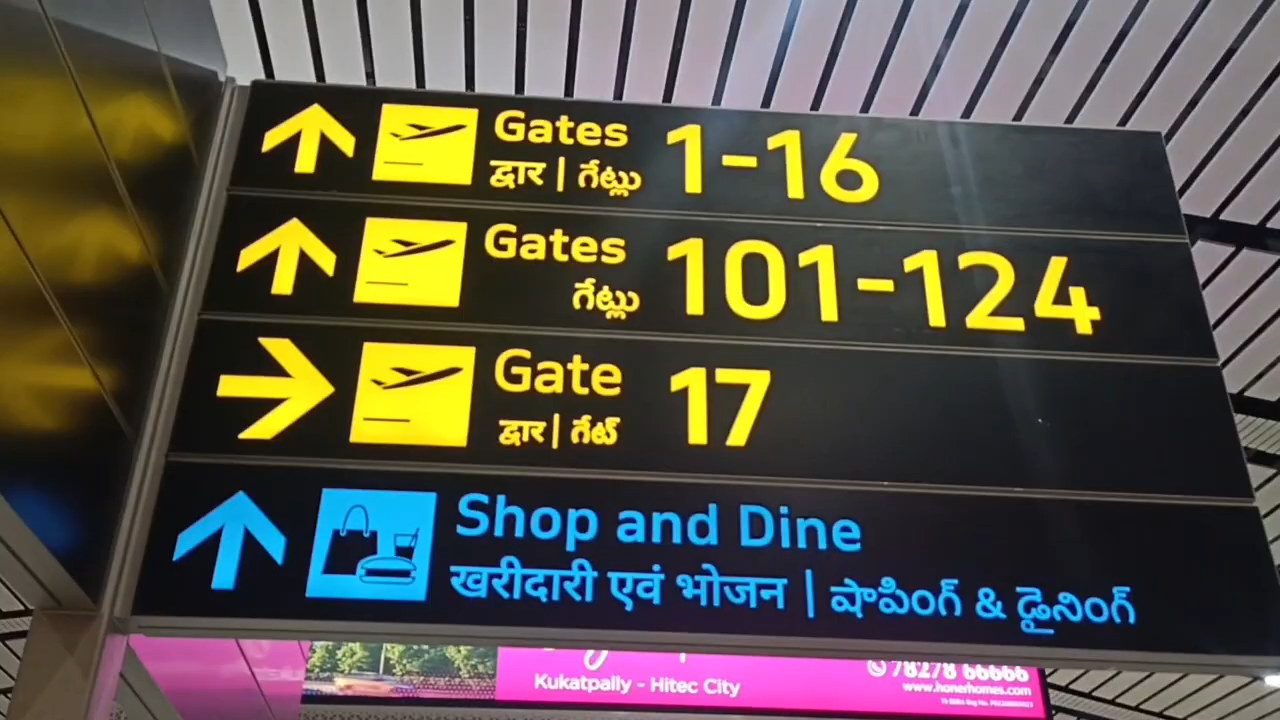 Gates 1-16
द्वार | గేట్లు
Gates 101-124
గేట్లు
Gate 17
द्वार | గేట్
Shop and Dine
खरीदारी एवं भोजन | షాపింగ్ & డైనింగ్
78278 66666
Kukatpally - Hitec City
www.honerhomes.com